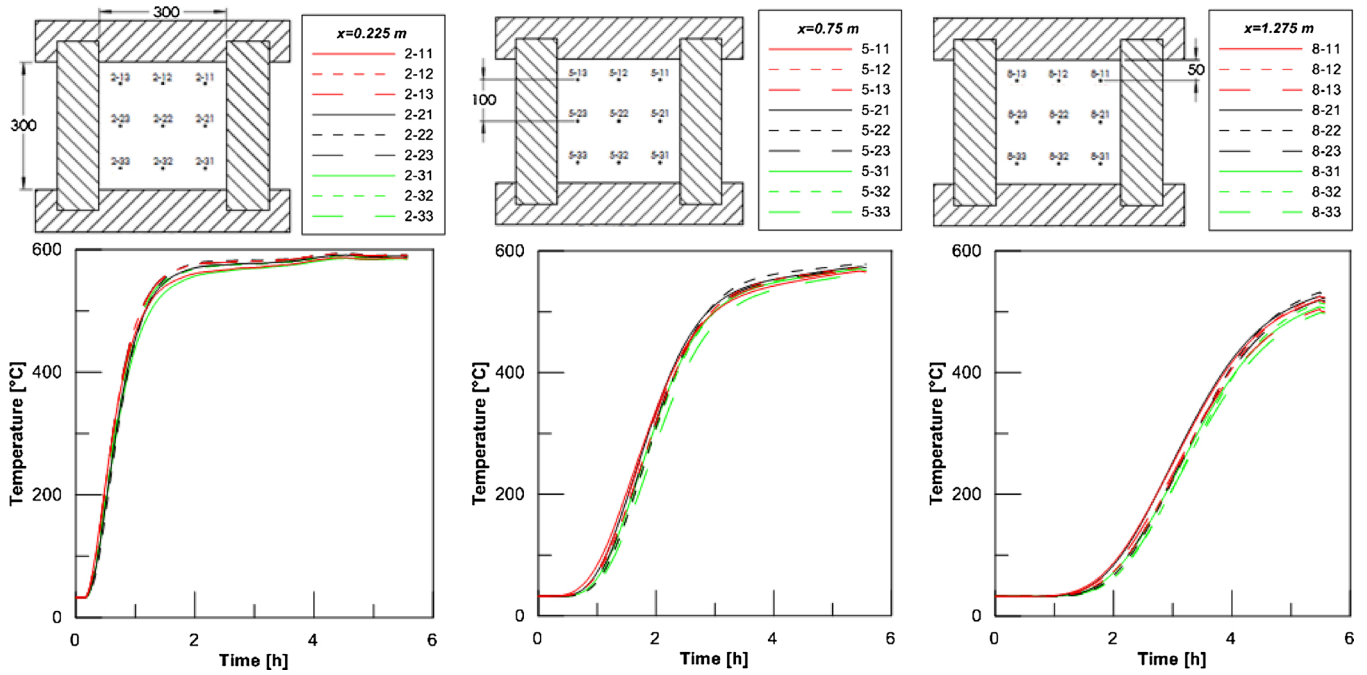 300
300
2-13 2-12 2-11
2-23 2-22 2-21
2-33 2-32 2-31
x=0.225 m
2-11
2-12
2-13
2-21
2-22
2-23
2-31
2-32
2-33
100
5-13 5-12 5-11
5-23 5-22 5-21
5-33 5-32 5-31
x=0.75 m
5-11
5-12
5-13
5-21
5-22
5-23
5-31
5-32
5-33
50
8-13 8-12 8-11
8-23 8-22 8-21
8-33 8-32 8-31
x=1.275 m
8-11
8-12
8-13
8-21
8-22
8-23
8-31
8-32
8-33
600
400
200
0
Temperature [°C]
0 2 4 6
Time [h]
600
400
200
0
Temperature [°C]
0 2 4 6
Time [h]
600
400
200
0
Temperature [°C]
0 2 4 6
Time [h]